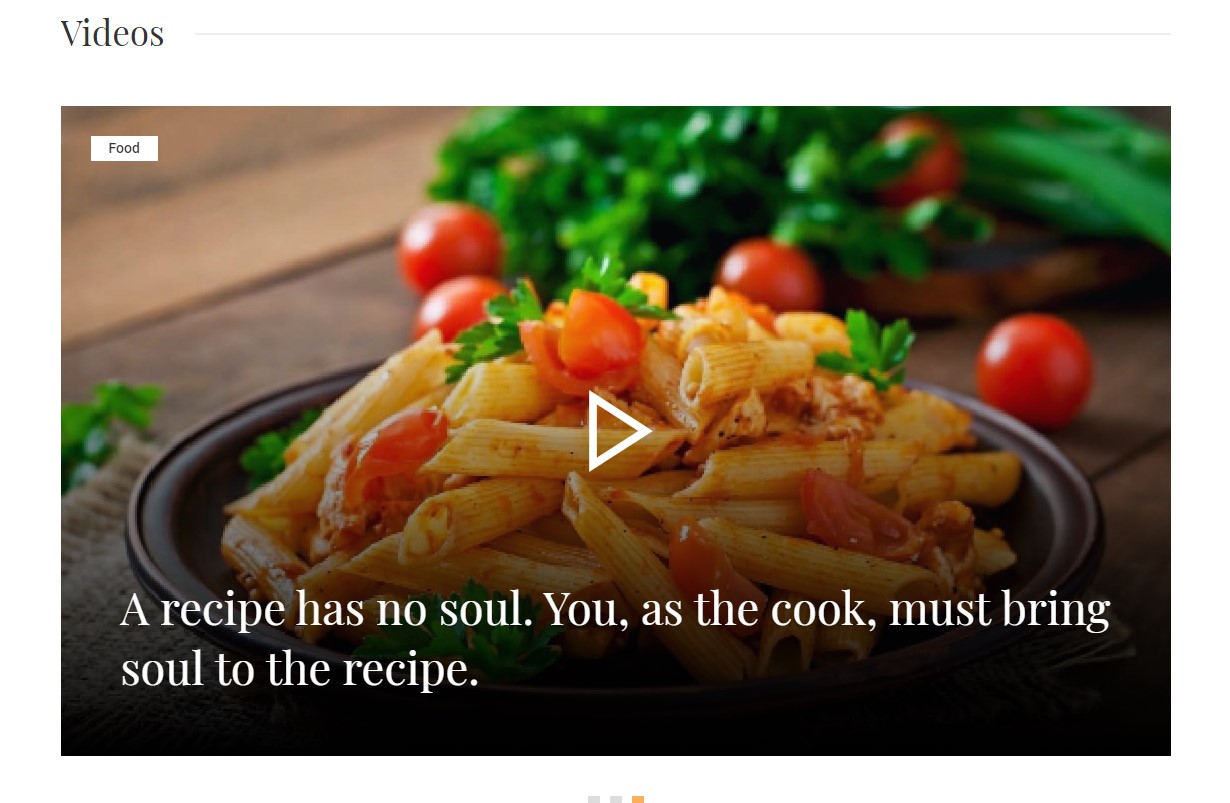 Videos
Food
A recipe has no soul. You, as the cook, must bring
soul to the recipe.